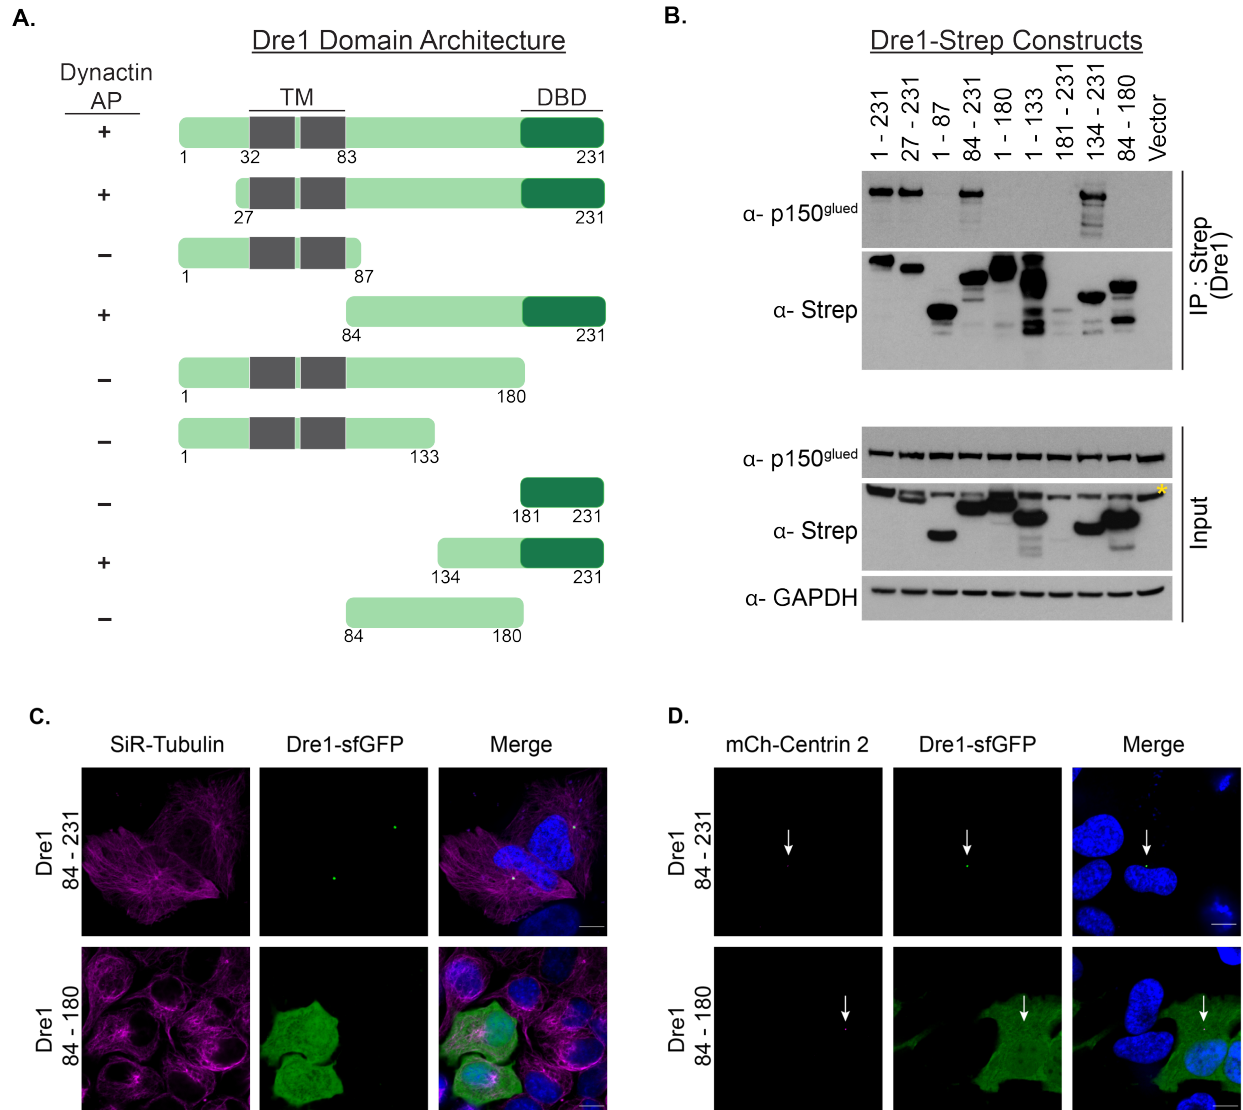 A.
Dre1 Domain Architecture
Dynactin
AP
TM
DBD
+
1
32
83
231
+
27
231
–
1
87
+
84
231
–
1
180
–
1
133
–
181
231
+
134
231
–
84
180
B.
Dre1-Strep Constructs
1 - 231
27 - 231
1 - 87
84 - 231
1 - 180
1 - 133
181 - 231
134 - 231
84 - 180
Vector
α- p150glued
α- Strep
IP : Strep
(Dre1)
α- p150glued
α- Strep
*
α- GAPDH
Input
C.
SiR-Tubulin
Dre1-sfGFP
Merge
Dre1
84 - 231
Dre1
84 - 180
D.
mCh-Centrin 2
Dre1-sfGFP
Merge
Dre1
84 - 231
Dre1
84 - 180